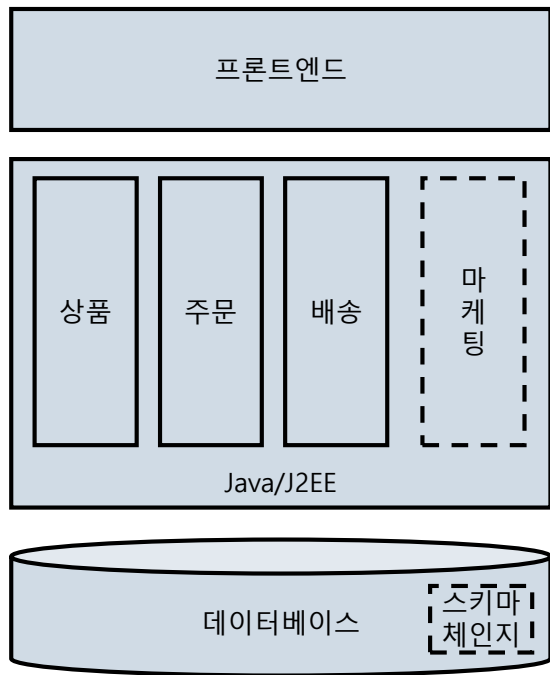 프론트엔드
상품
주문
배송
마
케
팅
Java/J2EE
데이터베이스
스키마
체인지